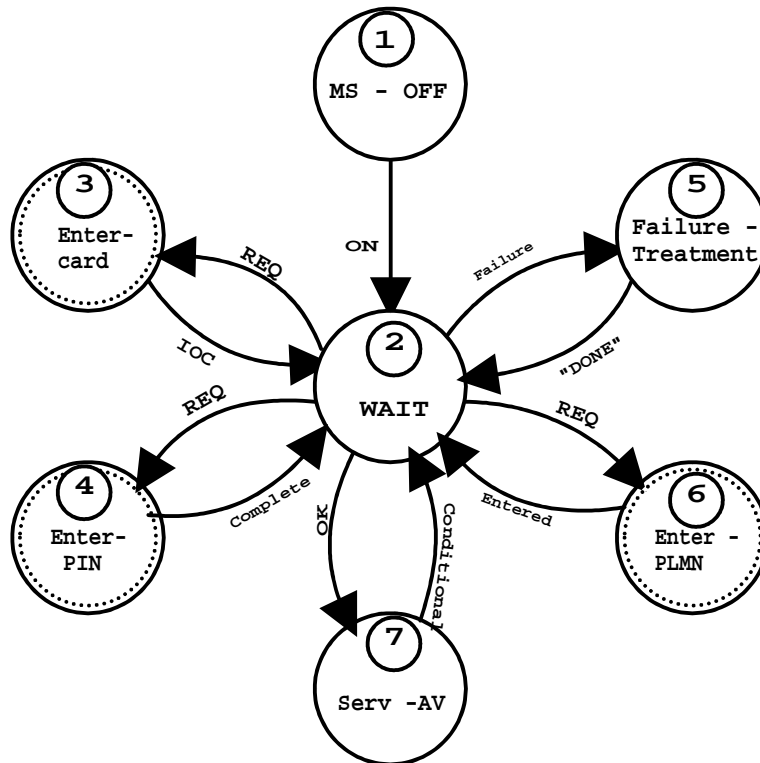 1
MS - OFF
3
Enter-
card
5
Failure -
Treatment
ON
REQ
Failure
IOC
"DONE"
2
WAIT
REQ
REQ
4
Enter-
PIN
Complete
Entered
6
Enter -
PLMN
OK
Conditional
7
Serv -AV